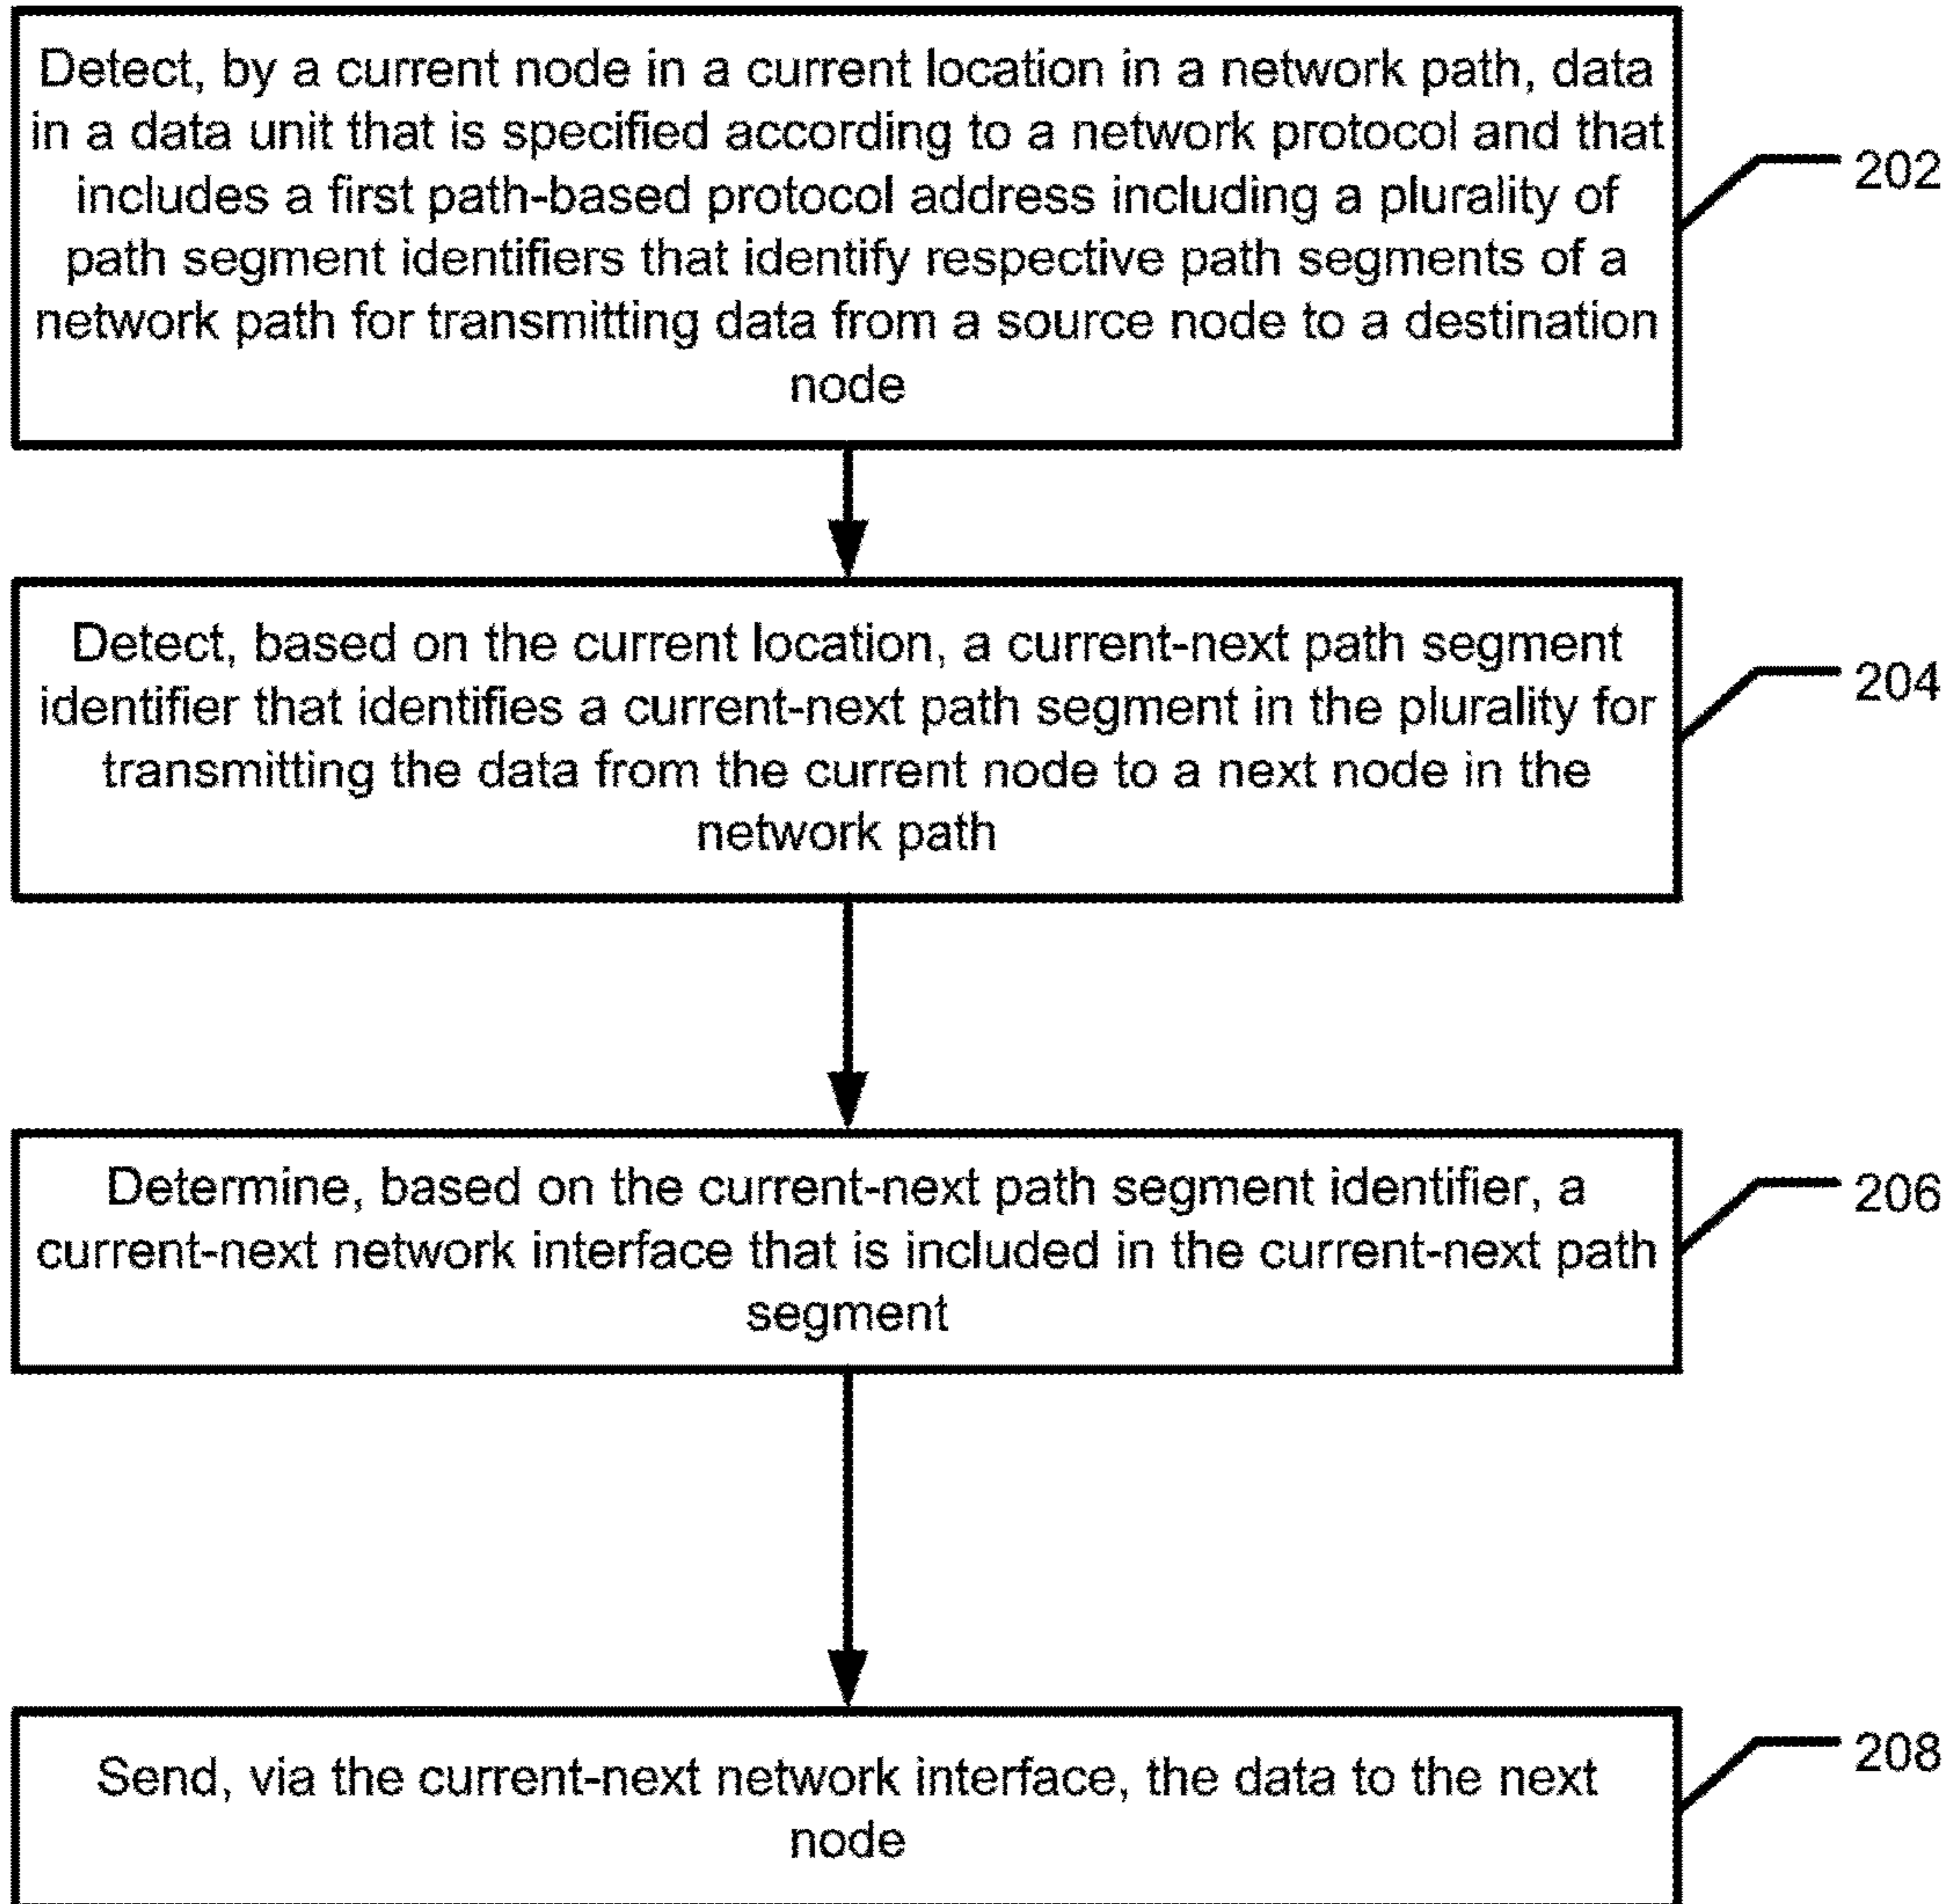 Detect, by a current node in a current location in a network path, data
in a data unit that is specified according to a network protocol and that
includes a first path-based protocol address including a plurality of
path segment identifiers that identify respective path segments of a
network path for transmitting data from a source node to a destination
node
202
Detect, based on the current location, a current-next path segment
identifier that identifies a current-next path segment in the plurality for
transmitting the data from the current node to a next node in the
network path
204
Determine, based on the current-next path segment identifier, a
current-next network interface that is included in the current-next path
segment
206
Send, via the current-next network interface, the data to the next
node
208